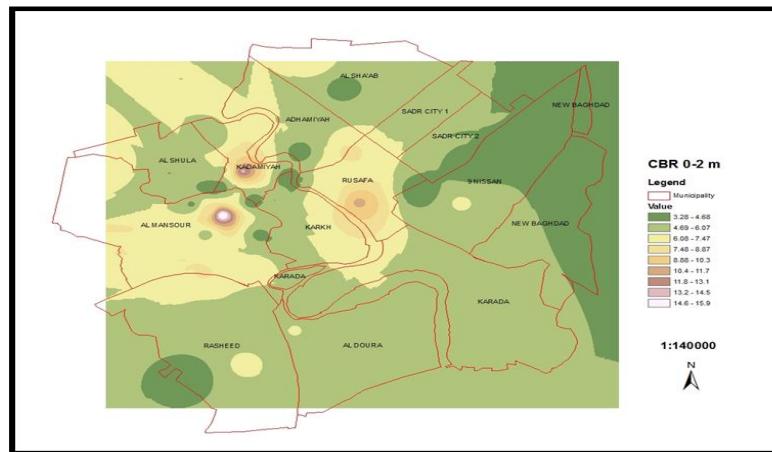 AL SHA'AB
NEW BAGHDAD
SADR CITY 1
ADHAMIYAH
SADR CITY 2
AL SHULA
KADAMIYAH
RUSAFA
9 NISSAN
AL MANSOUR
KARKH
NEW BAGHDAD
KARADA
KARADA
RASHEED
AL DOURA
CBR 0-2 m
Legend
Municipality
Value
3.28 - 4.68
4.69 - 6.07
6.08 - 7.47
7.48 - 8.87
8.88 - 10.3
10.4 - 11.7
11.8 - 13.1
13.2 - 14.5
14.6 - 15.9
1:140000
N